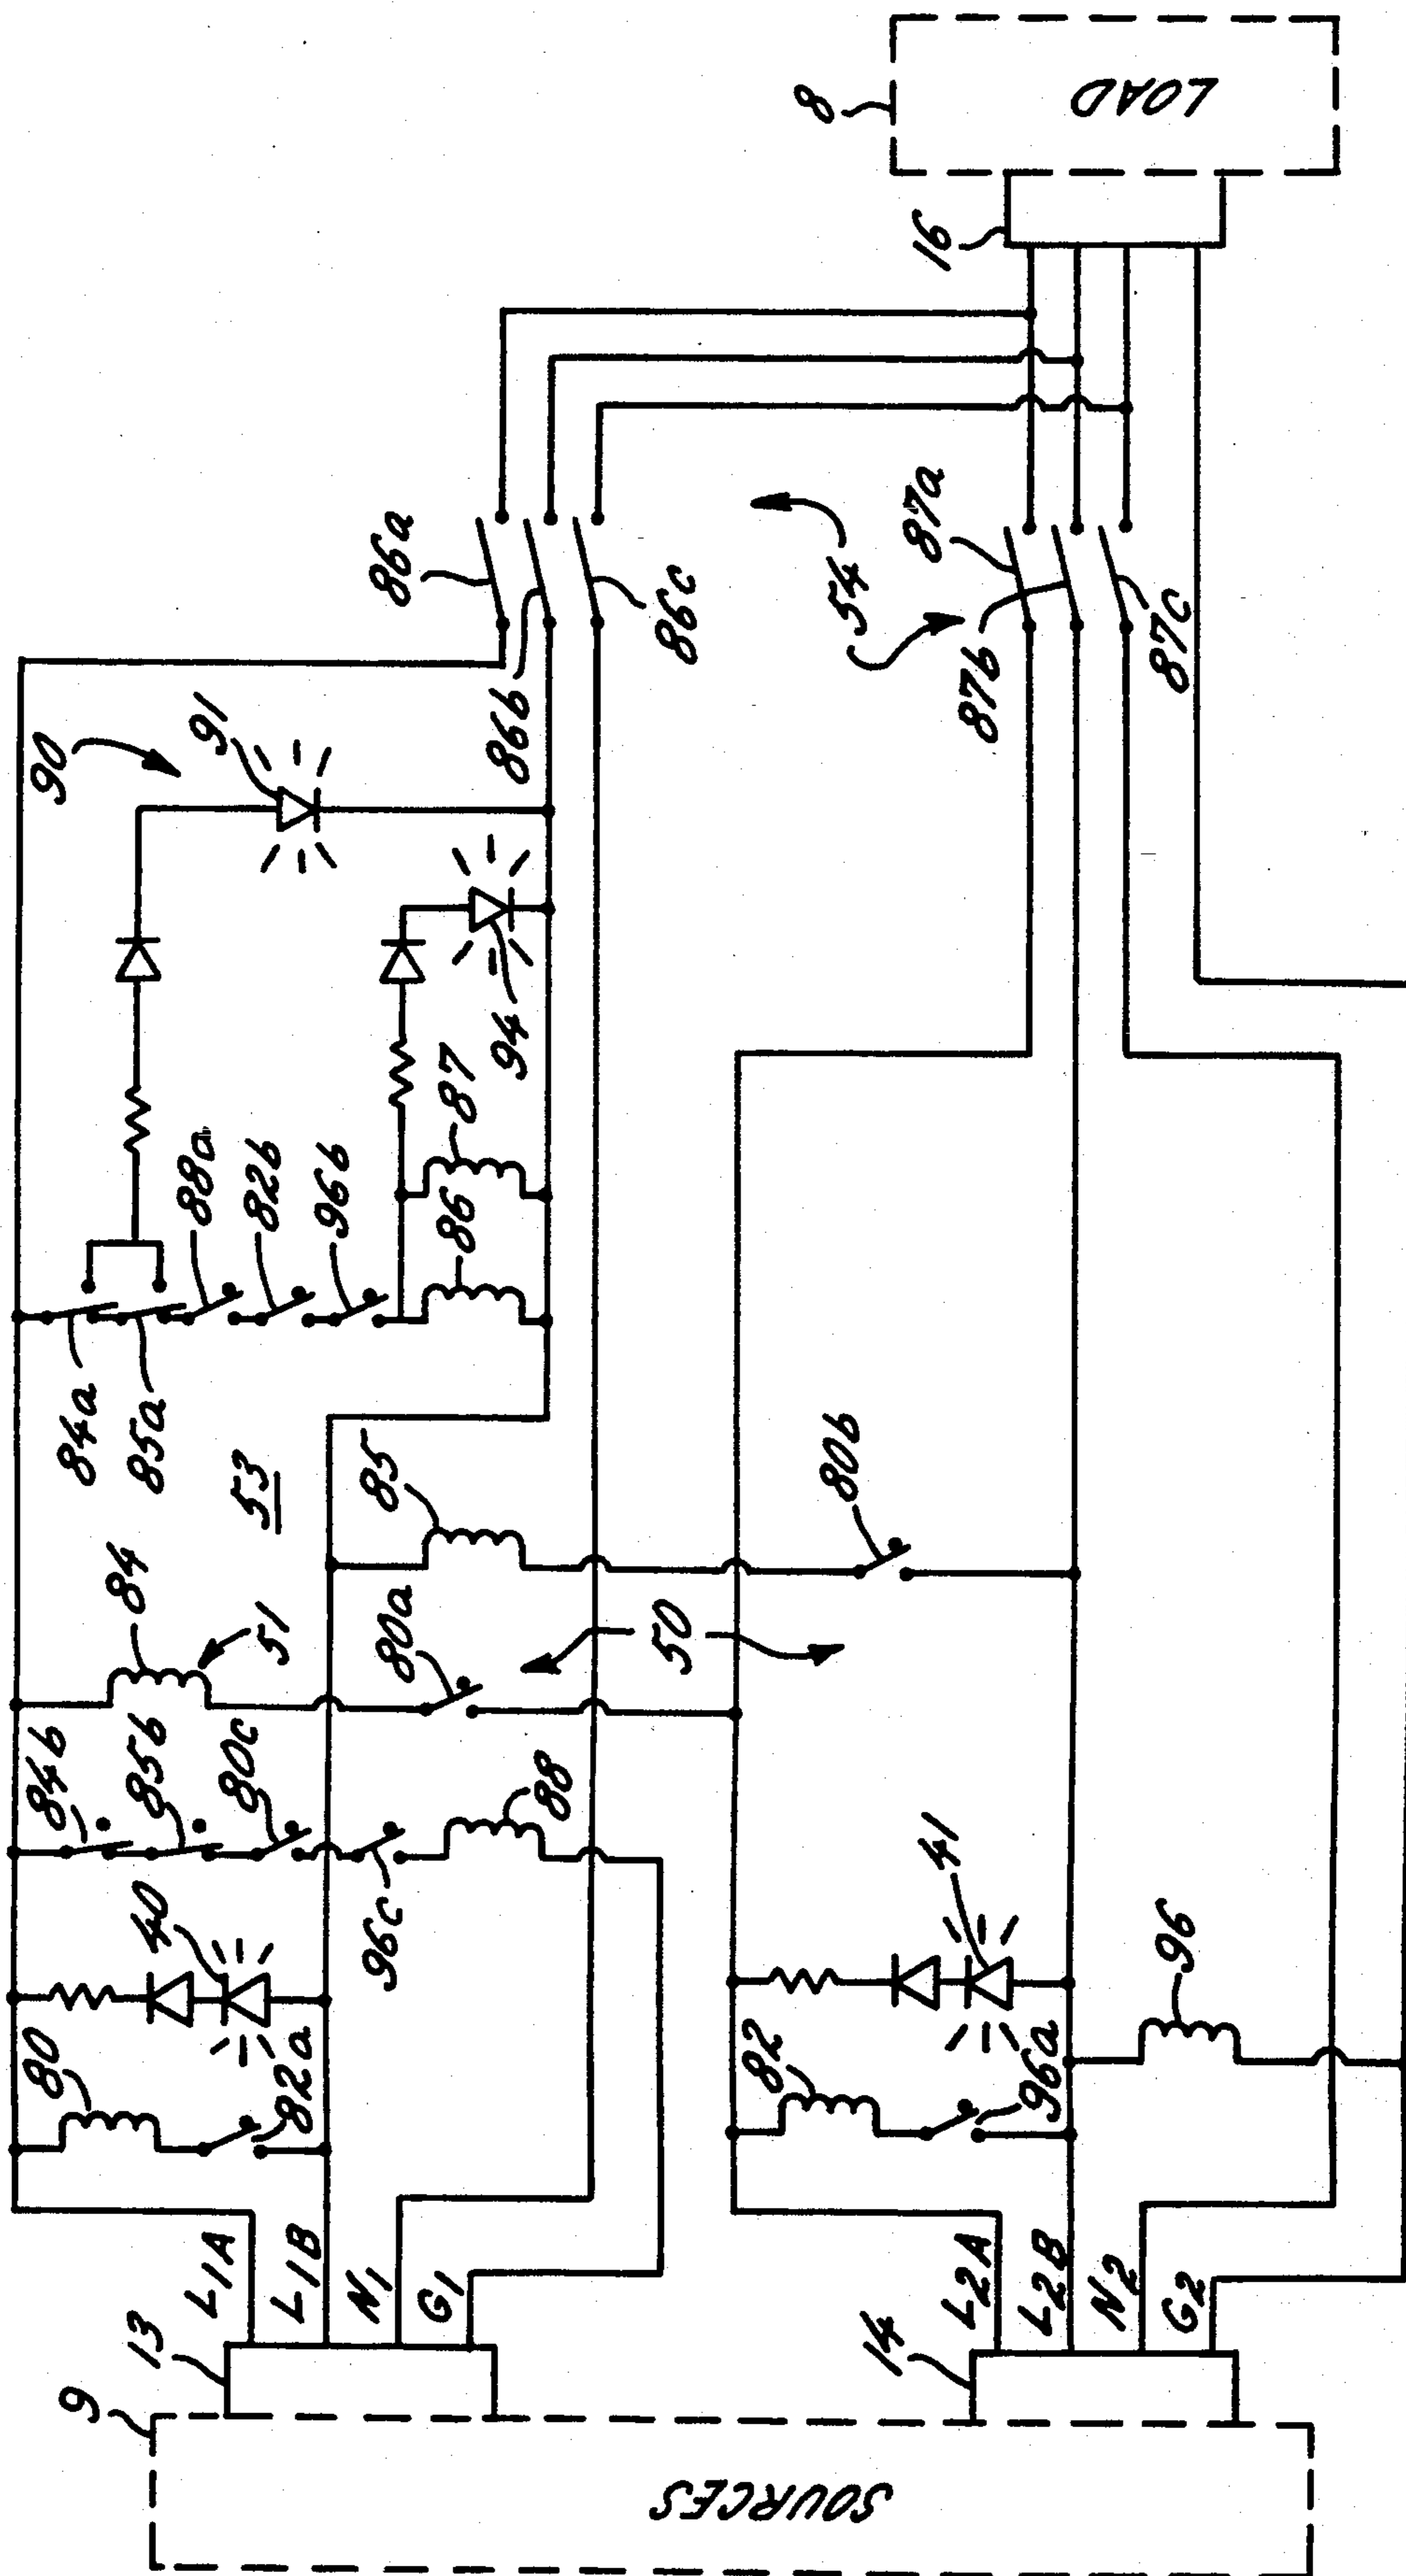 9
SOURCES
13
14
L1A
L1B
N1
G1
L2A
L2B
N2
G2
80
82a
40
84b
85b
80c
96c
88
84
51
80a
50
85
80b
53
82
96a
41
96
84a
85a
88a
82b
96b
86
87
94
90
91
86a
86b
86c
54
87a
87b
87c
16
8
LOAD